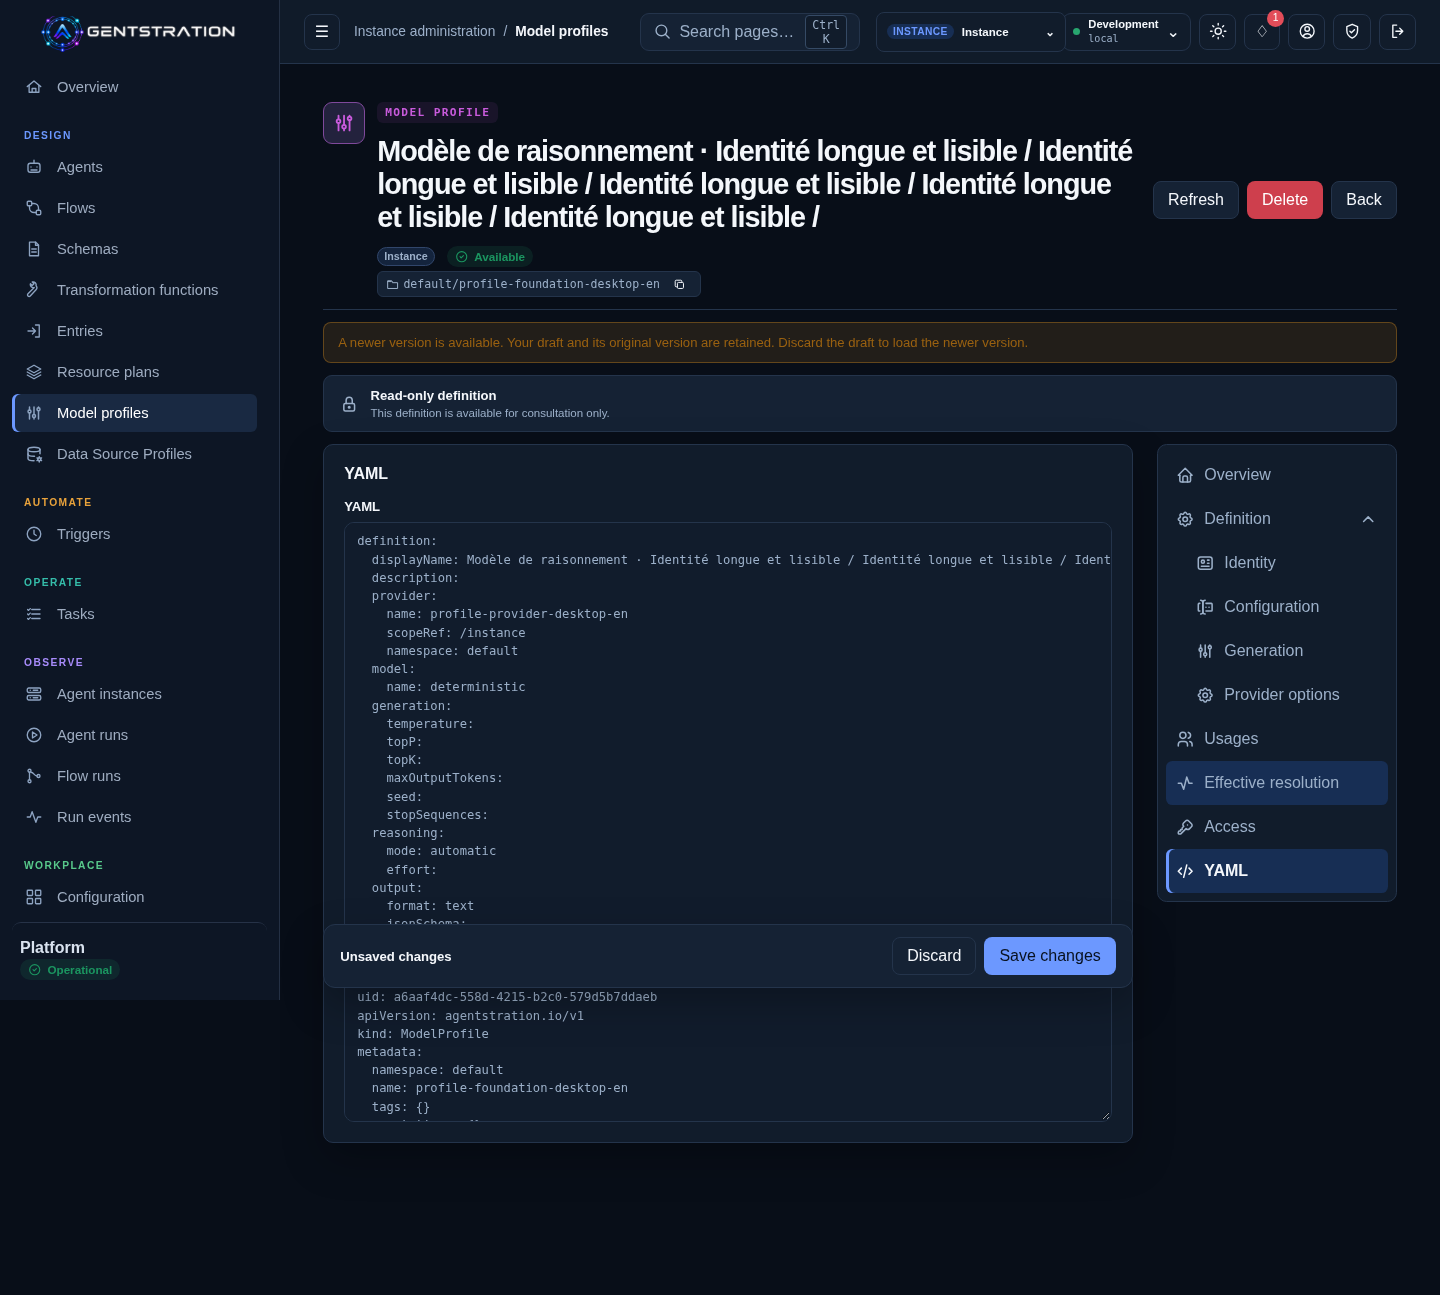 GENTSTRATION
☰
Instance administration / Model profiles
Search pages…
Ctrl K
INSTANCE Instance
Development
local
1
Overview
DESIGN
Agents
Flows
Schemas
Transformation functions
Entries
Resource plans
Model profiles
Data Source Profiles
AUTOMATE
Triggers
OPERATE
Tasks
OBSERVE
Agent instances
Agent runs
Flow runs
Run events
WORKPLACE
Configuration
Platform
Operational
MODEL PROFILE
Modèle de raisonnement · Identité longue et lisible / Identité
longue et lisible / Identité longue et lisible / Identité longue
et lisible / Identité longue et lisible /
Refresh
Delete
Back
Instance
Available
default/profile-foundation-desktop-en
A newer version is available. Your draft and its original version are retained. Discard the draft to load the newer version.
Read-only definition
This definition is available for consultation only.
YAML
YAML
definition:
displayName: Modèle de raisonnement · Identité longue et lisible / Identité longue et lisible / Ident
description:
provider:
name: profile-provider-desktop-en
scopeRef: /instance
namespace: default
model:
name: deterministic
generation:
temperature:
topP:
topK:
maxOutputTokens:
seed:
stopSequences:
reasoning:
mode: automatic
effort:
output:
format: text
jsonSchema:
Unsaved changes
Discard
Save changes
uid: a6aaf4dc-558d-4215-b2c0-579d5b7ddaeb
apiVersion: agentstration.io/v1
kind: ModelProfile
metadata:
namespace: default
name: profile-foundation-desktop-en
tags: {}
Overview
Definition
Identity
Configuration
Generation
Provider options
Usages
Effective resolution
Access
YAML